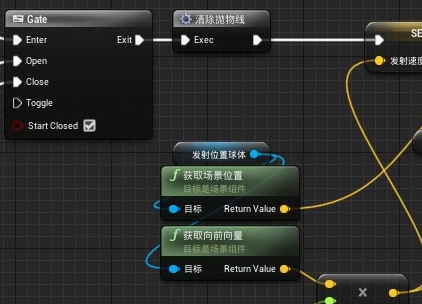 Gate
Enter
Exit
Open
Close
Toggle
Start Closed
清除抛物线
Exec
SE
发射速度
发射位置球体
获取场景位置
目标是场景组件
目标
Return Value
获取向前向量
目标是场景组件
目标
Return Value